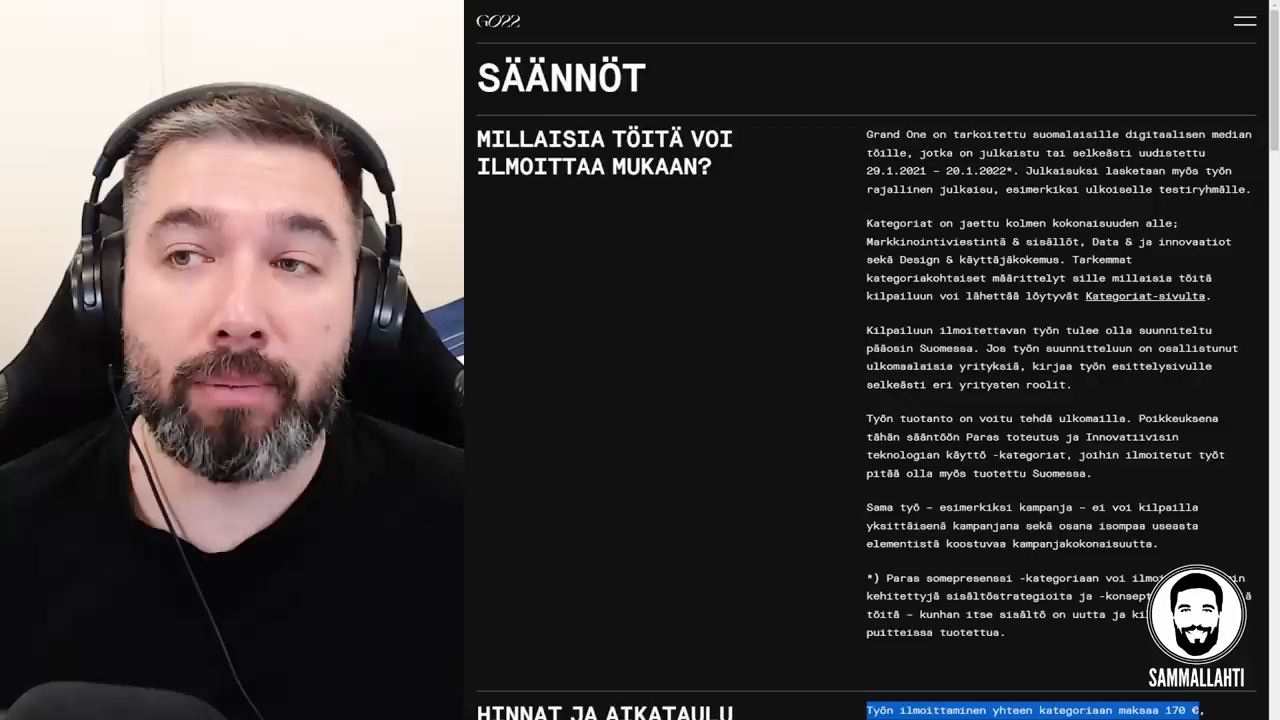 GO22
SÄÄNNÖT
MILLAISIA TÖITÄ VOI
ILMOITTAA MUKAAN?
Grand One on tarkoitettu suomalaisille digitaalisen median
töille, jotka on julkaistu tai selkeästi uudistettu
29.1.2021 – 20.1.2022*. Julkaisuksi lasketaan myös työn
rajallinen julkaisu, esimerkiksi ulkoiselle testiryhmälle.
Kategoriat on jaettu kolmen kokonaisuuden alle;
Markkinointiviestintä & sisällöt, Data & ja innovaatiot
sekä Design & käyttäjäkokemus. Tarkemmat
kategoriakohtaiset määrittelyt sille millaisia töitä
kilpailuun voi lähettää löytyvät Kategoriat-sivulta.
Kilpailuun ilmoitettavan työn tulee olla suunniteltu
pääosin Suomessa. Jos työn suunnitteluun on osallistunut
ulkomaalaisia yrityksiä, kirjaa työn esittelysivulle
selkeästi eri yritysten roolit.
Työn tuotanto on voitu tehdä ulkomailla. Poikkeuksena
tähän sääntöön Paras toteutus ja Innovatiivisin
teknologian käyttö -kategoriat, joihin ilmoitetut työt
pitää olla myös tuotettu Suomessa.
Sama työ – esimerkiksi kampanja – ei voi kilpailla
yksittäisenä kampanjana sekä osana isompaa useasta
elementistä koostuvaa kampanjakokonaisuutta.
*) Paras somepresenssi -kategoriaan voi
kehitettyjä sisältöstrategioita ja
töitä – kunhan itse sisältö on uutta ja
puitteissa tuotettua.
SAMMALLAHTI
HINNAT JA AIKATAULU
Työn ilmoittaminen yhteen kategoriaan maksaa 170 €,